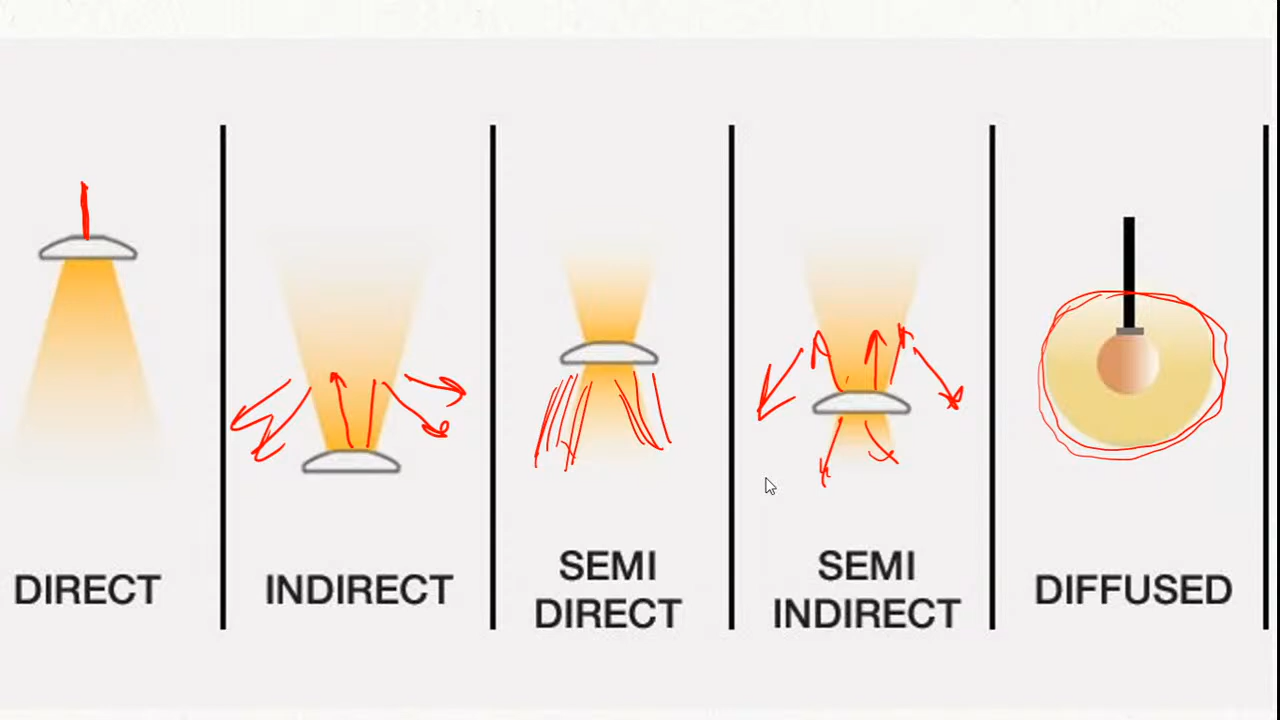 DIRECT
INDIRECT
SEMI
DIRECT
SEMI
INDIRECT
DIFFUSED